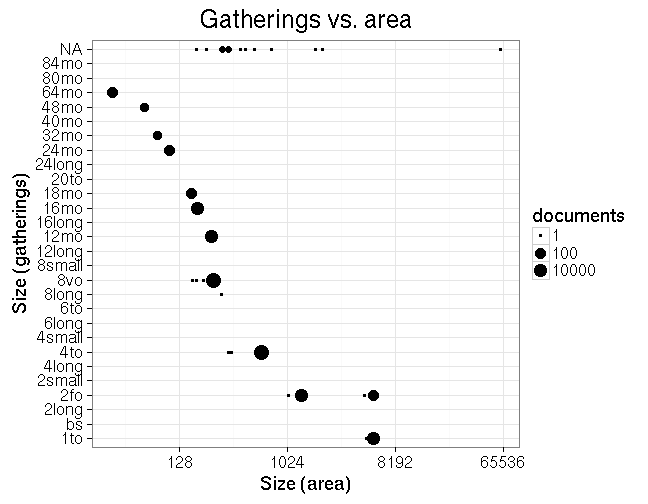 Gatherings vs. area
Size (gatherings)
NA
84mo
80mo
64mo
48mo
40mo
32mo
24mo
24long
20to
18mo
16mo
16long
12mo
12long
8small
8vo
8long
6to
6long
4small
4to
4long
2small
2fo
2long
bs
1to
128 1024 8192 65536
Size (area)
documents
1
100
10000